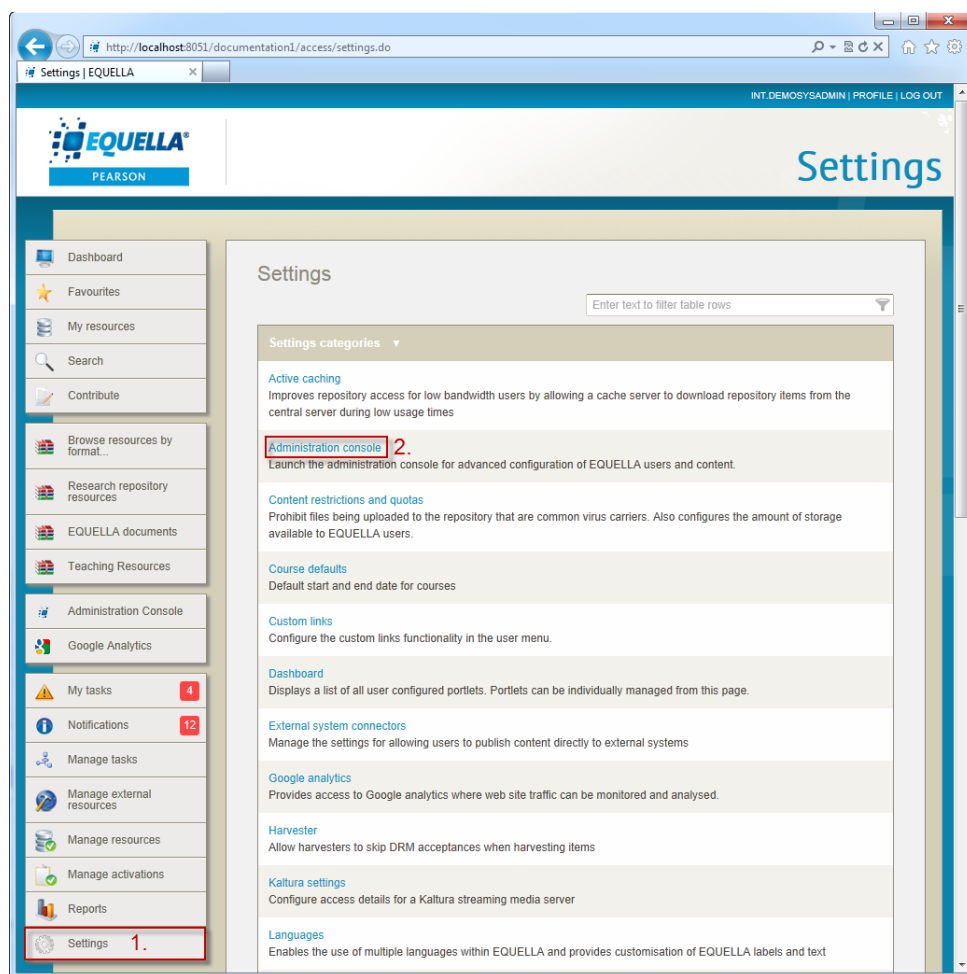 http://localhost:8051/documentation1/access/settings.do
Settings | EQUELLA
INT.DEMOSYSADMIN | PROFILE | LOG OUT
EQUELLA®
PEARSON
Settings
Dashboard
Favourites
My resources
Search
Contribute
Browse resources by
format...
Research repository
resources
EQUELLA documents
Teaching Resources
Administration Console
Google Analytics
My tasks 4
Notifications 12
Manage tasks
Manage external
resources
Manage resources
Manage activations
Reports
Settings 1.
Settings
Enter text to filter table rows
Settings categories
Active caching
Improves repository access for low bandwidth users by allowing a cache server to download repository items from the
central server during low usage times
Administration console 2.
Launch the administration console for advanced configuration of EQUELLA users and content.
Content restrictions and quotas
Prohibit files being uploaded to the repository that are common virus carriers. Also configures the amount of storage
available to EQUELLA users.
Course defaults
Default start and end date for courses
Custom links
Configure the custom links functionality in the user menu.
Dashboard
Displays a list of all user configured portlets. Portlets can be individually managed from this page.
External system connectors
Manage the settings for allowing users to publish content directly to external systems
Google analytics
Provides access to Google analytics where web site traffic can be monitored and analysed.
Harvester
Allow harvesters to skip DRM acceptances when harvesting items
Kaltura settings
Configure access details for a Kaltura streaming media server
Languages
Enables the use of multiple languages within EQUELLA and provides customisation of EQUELLA labels and text